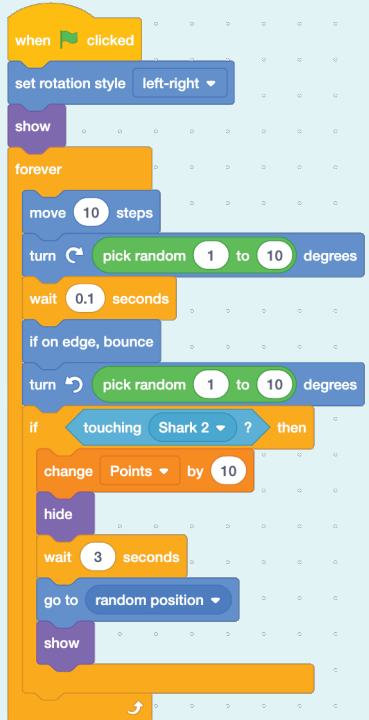 when clicked
set rotation style left-right
show
forever
move 10 steps
turn pick random 1 to 10 degrees
wait 0.1 seconds
if on edge, bounce
turn pick random 1 to 10 degrees
if touching Shark 2 ? then
change Points by 10
hide
wait 3 seconds
go to random position
show